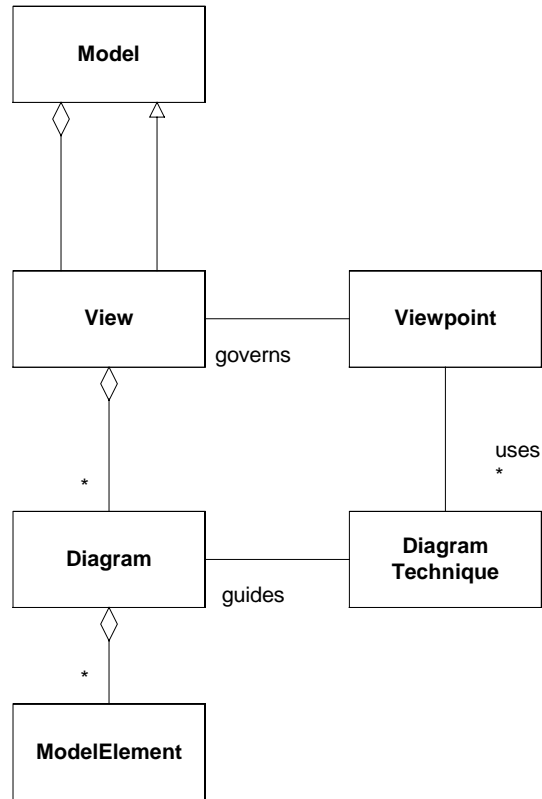 Model
View
Viewpoint
governs
uses
*
*
Diagram
Diagram
Technique
guides
*
ModelElement